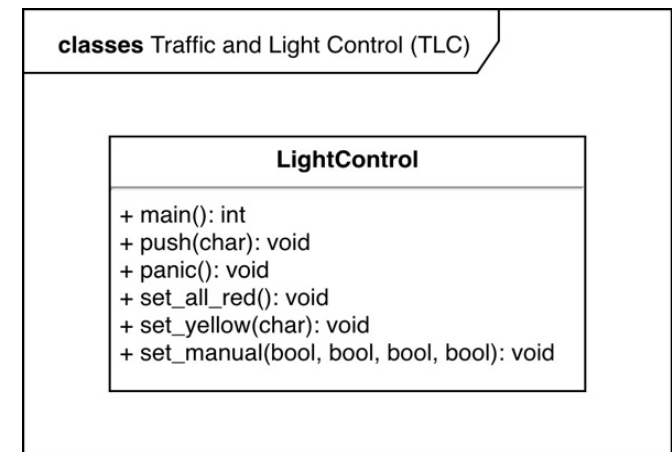 classes Traffic and Light Control (TLC)
LightControl
+ main(): int
+ push(char): void
+ panic(): void
+ set_all_red(): void
+ set_yellow(char): void
+ set_manual(bool, bool, bool, bool): void